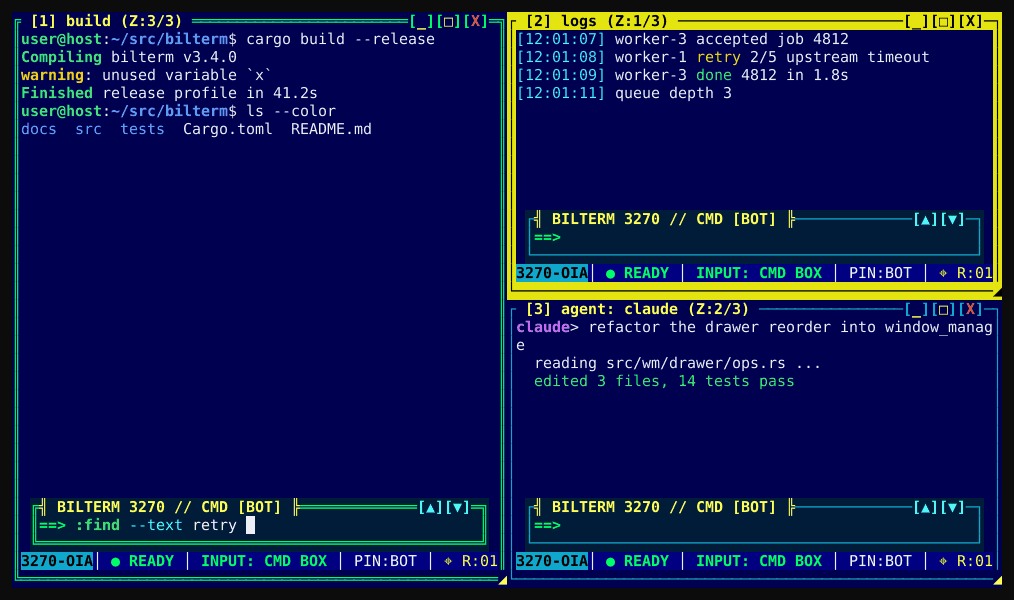 [1] build (Z:3/3) [_][□][X]
user@host:~/src/bilterm$ cargo build --release
Compiling bilterm v3.4.0
warning: unused variable `x`
Finished release profile in 41.2s
user@host:~/src/bilterm$ ls --color
docs  src  tests  Cargo.toml  README.md
BILTERM 3270 // CMD [BOT] [▲][▼]
==> :find --text retry
3270-OIA│ ● READY │ INPUT: CMD BOX │ PIN:BOT │ ⌖ R:01
[2] logs (Z:1/3) [_][□][X]
[12:01:07] worker-3 accepted job 4812
[12:01:08] worker-1 retry 2/5 upstream timeout
[12:01:09] worker-3 done 4812 in 1.8s
[12:01:11] queue depth 3
BILTERM 3270 // CMD [BOT] [▲][▼]
==>
3270-OIA│ ● READY │ INPUT: CMD BOX │ PIN:BOT │ ⌖ R:01
[3] agent: claude (Z:2/3) [_][□][X]
claude> refactor the drawer reorder into window_manag
e
reading src/wm/drawer/ops.rs ...
edited 3 files, 14 tests pass
BILTERM 3270 // CMD [BOT] [▲][▼]
==>
3270-OIA│ ● READY │ INPUT: CMD BOX │ PIN:BOT │ ⌖ R:01